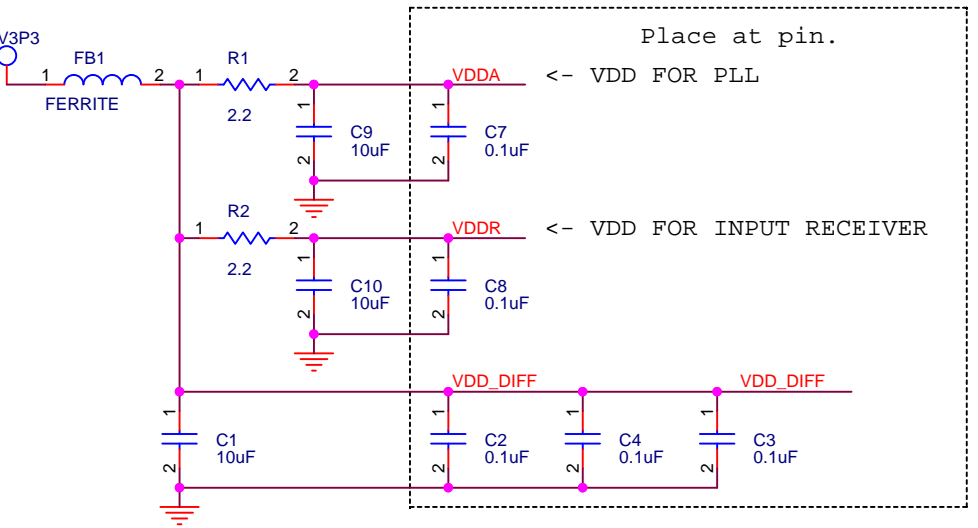 Place at pin.
V3P3
FB1
1
2
FERRITE
R1
1
2
2.2
VDDA
<- VDD FOR PLL
1
2
C9
10uF
1
2
C7
0.1uF
R2
1
2
2.2
VDDR
<- VDD FOR INPUT RECEIVER
1
2
C10
10uF
1
2
C8
0.1uF
VDD_DIFF
VDD_DIFF
1
2
C1
10uF
1
2
C2
0.1uF
1
2
C4
0.1uF
1
2
C3
0.1uF